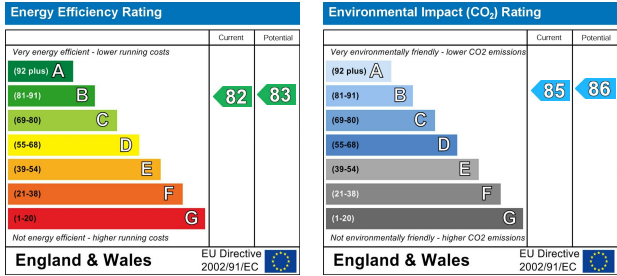 Energy Efficiency Rating
Current Potential
Very energy efficient - lower running costs
(92 plus) A
(81-91) B
(69-80) C
(55-68) D
(39-54) E
(21-38) F
(1-20) G
82 83
Not energy efficient - higher running costs
England & Wales
EU Directive
2002/91/EC
Environmental Impact (CO2) Rating
Current Potential
Very environmentally friendly - lower CO2 emissions
(92 plus) A
(81-91) B
(69-80) C
(55-68) D
(39-54) E
(21-38) F
(1-20) G
85 86
Not environmentally friendly - higher CO2 emissions
England & Wales
EU Directive
2002/91/EC